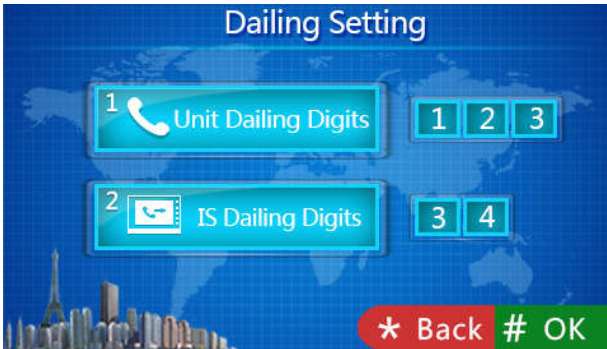 Dailing Setting
1 Unit Dailing Digits 1 2 3
2 IS Dailing Digits 3 4
* Back # OK